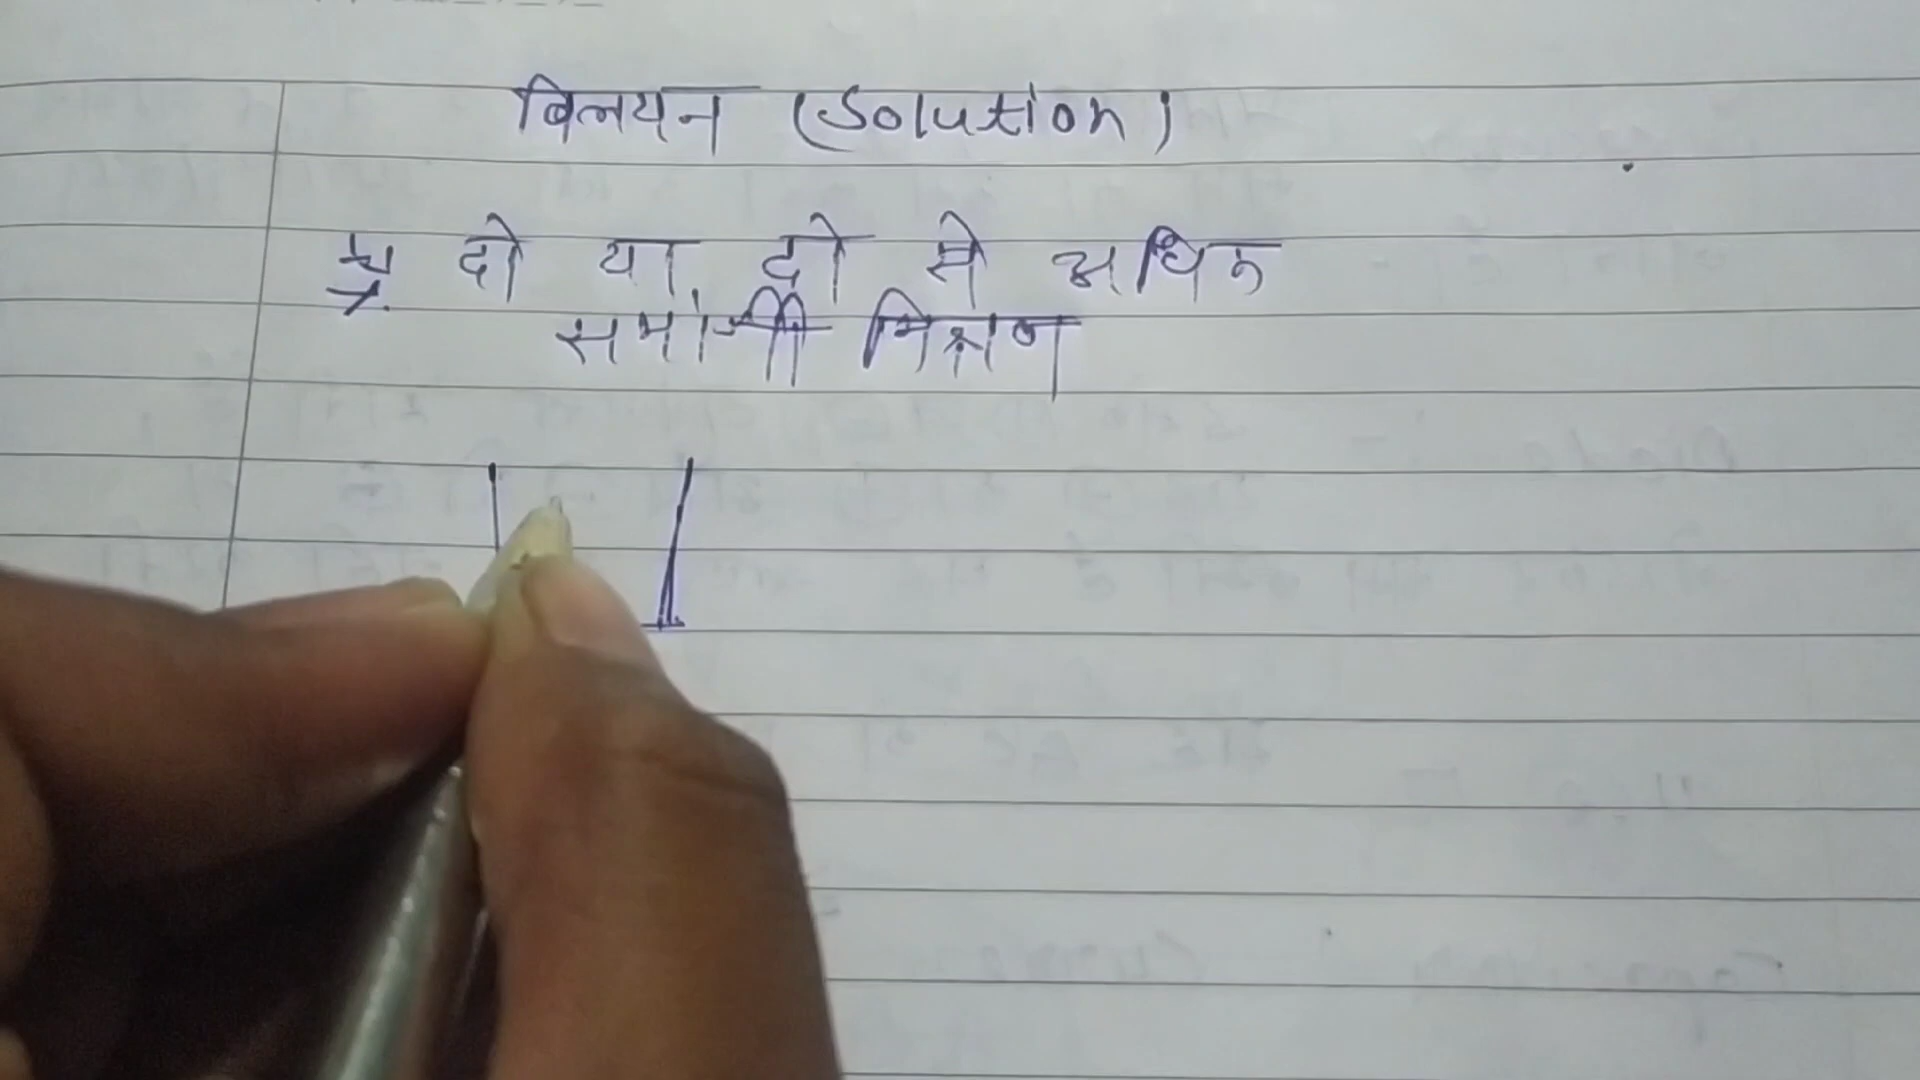 विलयन (Solution)
# दो या दो से अधिक
समांगी मिश्रण